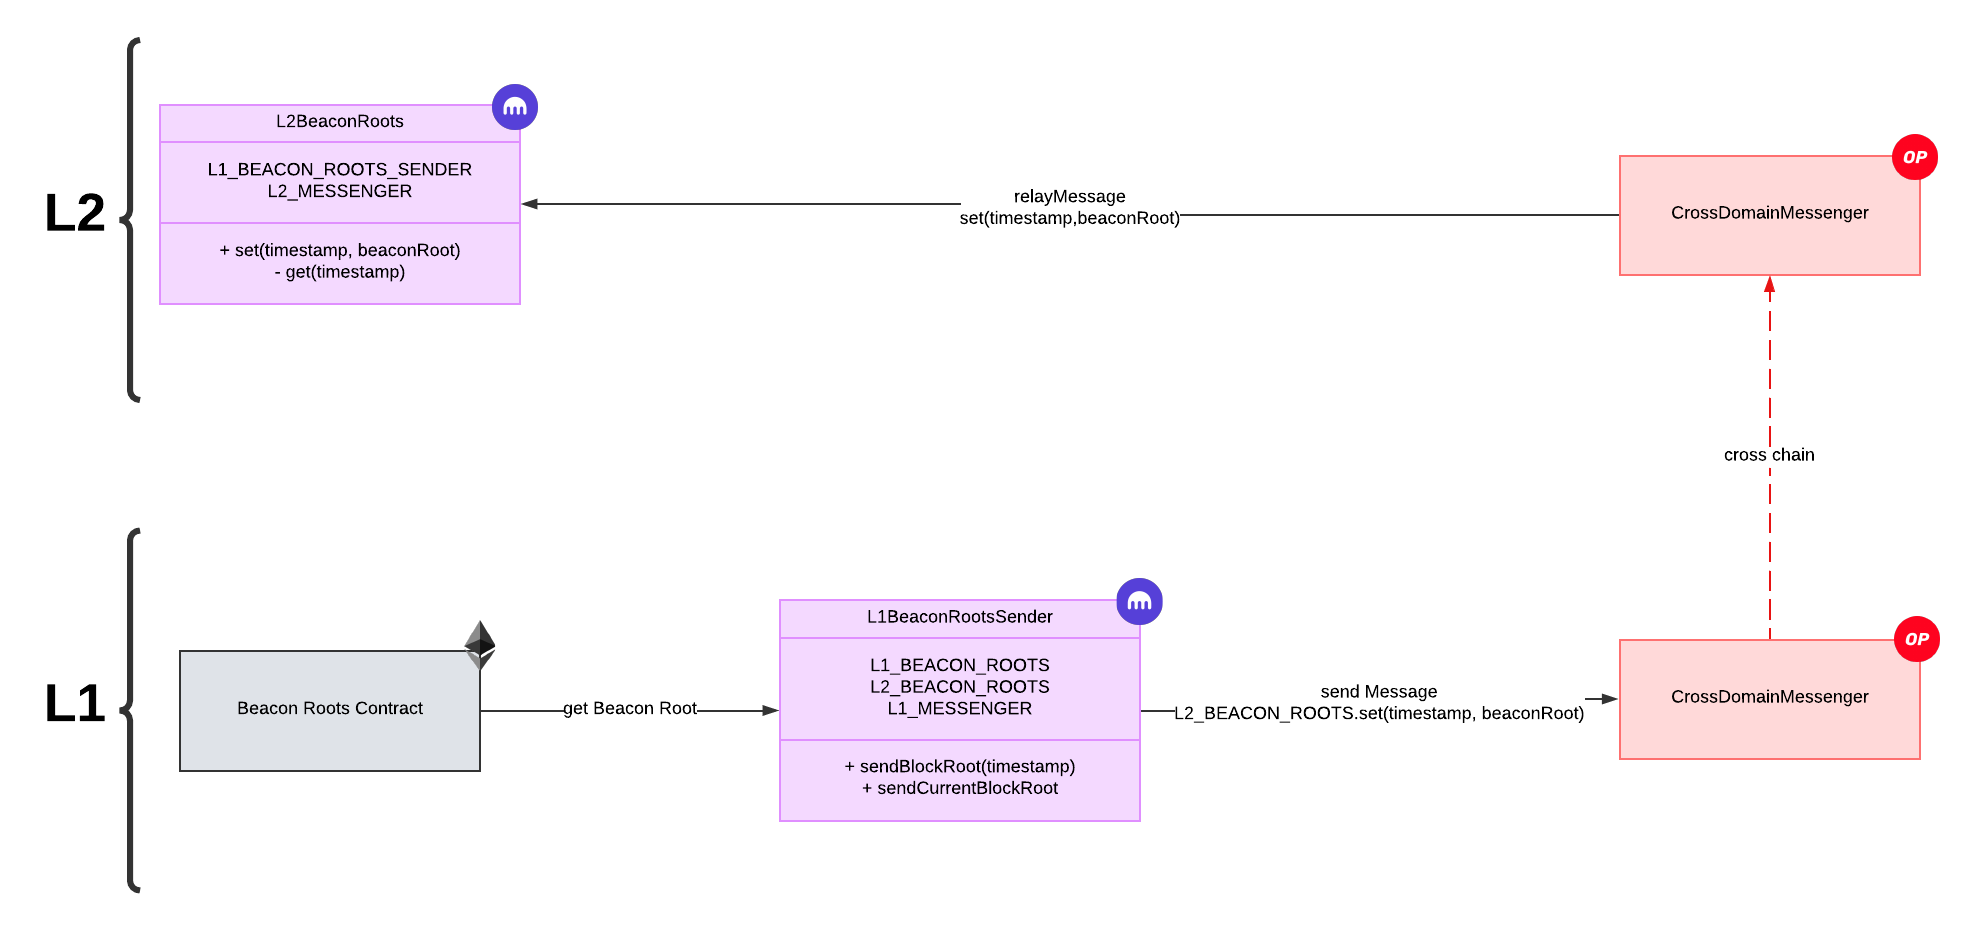 L2
L2BeaconRoots
L1_BEACON_ROOTS_SENDER
L2_MESSENGER
+ set(timestamp, beaconRoot)
- get(timestamp)
relayMessage
set(timestamp,beaconRoot)
OP
CrossDomainMessenger
cross chain
L1
Beacon Roots Contract
get Beacon Root
L1BeaconRootsSender
L1_BEACON_ROOTS
L2_BEACON_ROOTS
L1_MESSENGER
+ sendBlockRoot(timestamp)
+ sendCurrentBlockRoot
send Message
L2_BEACON_ROOTS.set(timestamp, beaconRoot)
OP
CrossDomainMessenger